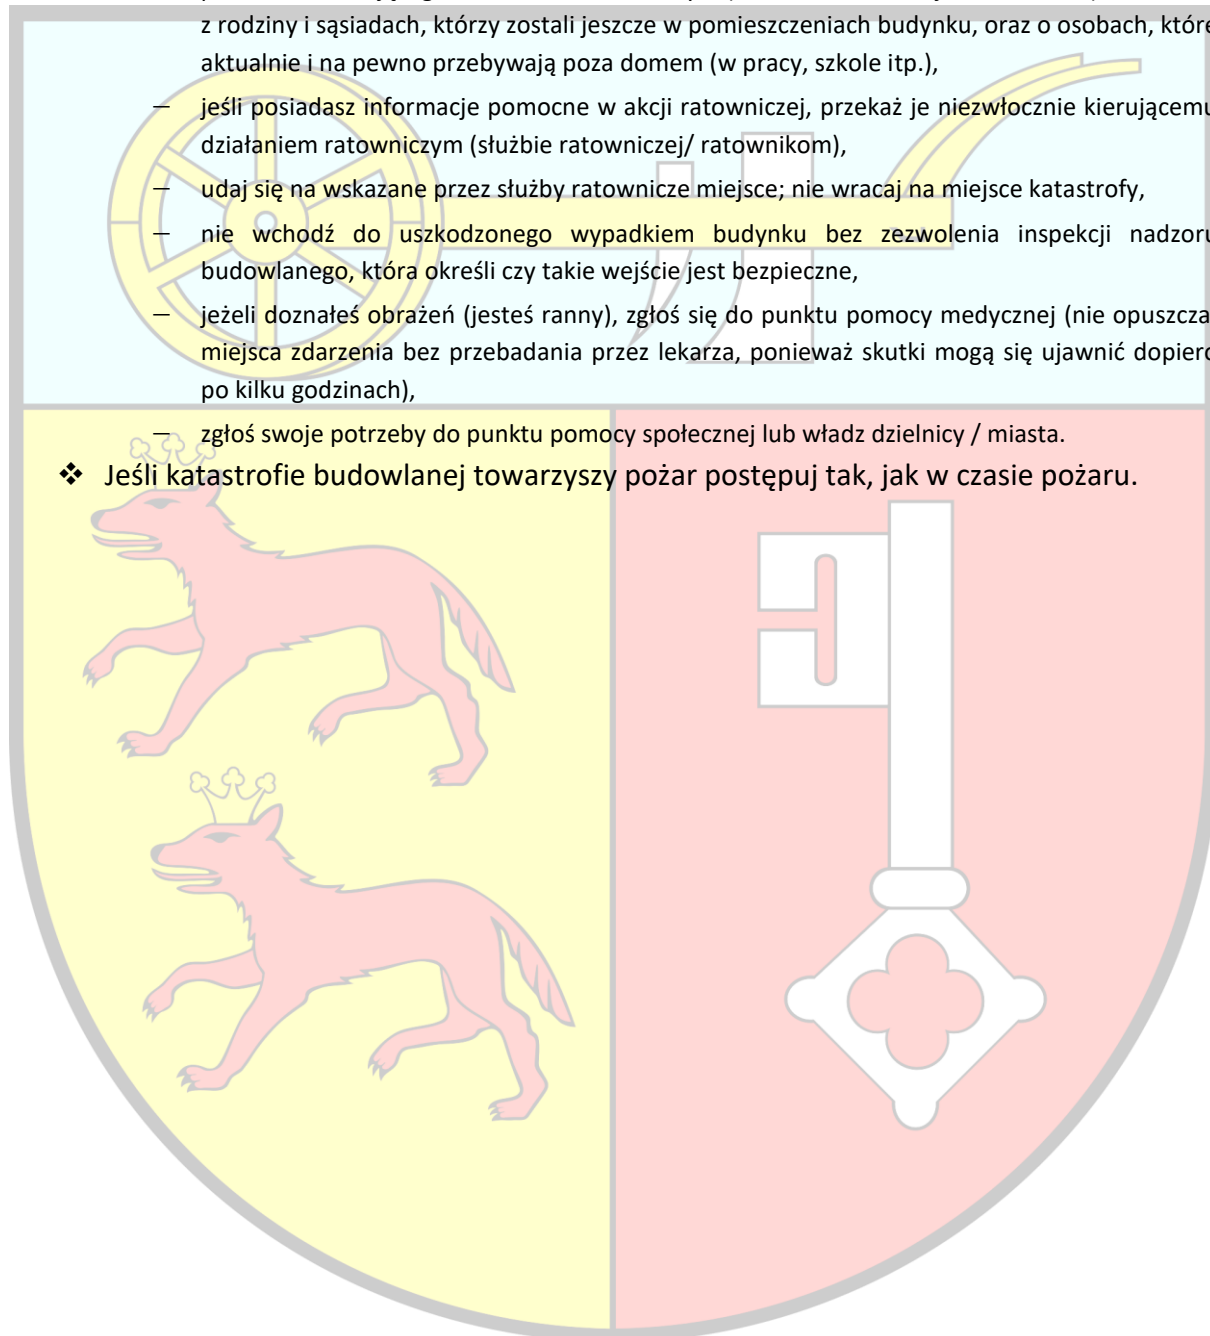 z rodziny i sąsiadach, którzy zostali jeszcze w pomieszczeniach budynku, oraz o osobach, które
aktualnie i na pewno przebywają poza domem (w pracy, szkole itp.),
− jeśli posiadasz informacje pomocne w akcji ratowniczej, przekaż je niezwłocznie kierującemu
działaniem ratowniczym (służbie ratowniczej/ ratownikom),
− udaj się na wskazane przez służby ratownicze miejsce; nie wracaj na miejsce katastrofy,
− nie wchodź do uszkodzonego wypadkiem budynku bez zezwolenia inspekcji nadzoru
budowlanego, która określi czy takie wejście jest bezpieczne,
− jeżeli doznałeś obrażeń (jesteś ranny), zgłoś się do punktu pomocy medycznej (nie opuszcza
miejsca zdarzenia bez przebadania przez lekarza, ponieważ skutki mogą się ujawnić dopiero
po kilku godzinach),
− zgłoś swoje potrzeby do punktu pomocy społecznej lub władz dzielnicy / miasta.
❖ Jeśli katastrofie budowlanej towarzyszy pożar postępuj tak, jak w czasie pożaru.